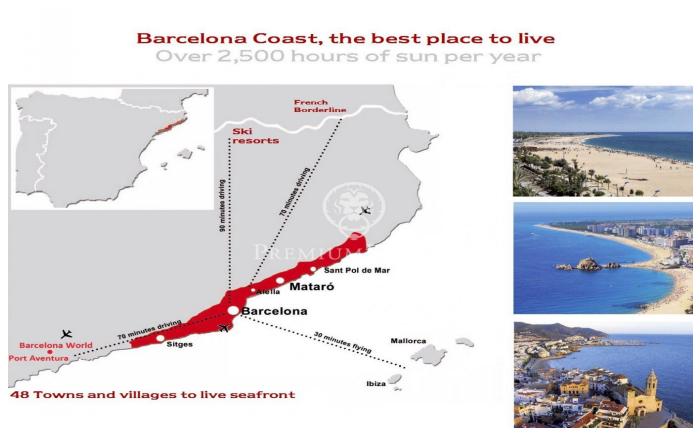 Barcelona Coast, the best place to live
Over 2,500 hours of sun per year
French
Borderline
Ski
resorts
90 minutes driving
70 minutes driving
PREMIUM
Sant Pol de Mar
Mataró
Alella
Barcelona
70 minutes driving
30 minutes flying
Barcelona World
Port Aventura
Sitges
Mallorca
Ibiza
48 Towns and villages to live seafront